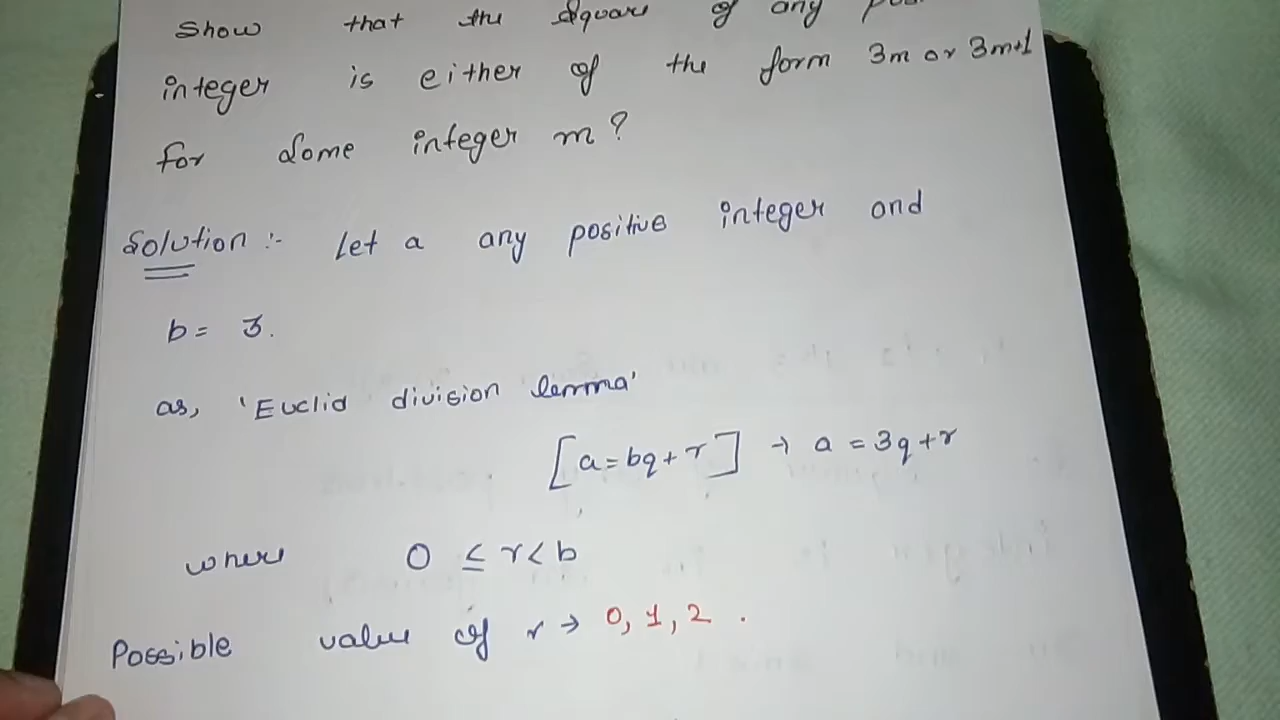 Show that the Square of any
integer is either of the form 3m or 3m+1
for Some integer m?
Solution :- Let a any positive integer and
b = 3.
as, 'Euclid division lemma'
[a = bq + r] → a = 3q + r
where 0 ≤ r < b
Possible value of r → 0, 1, 2 .